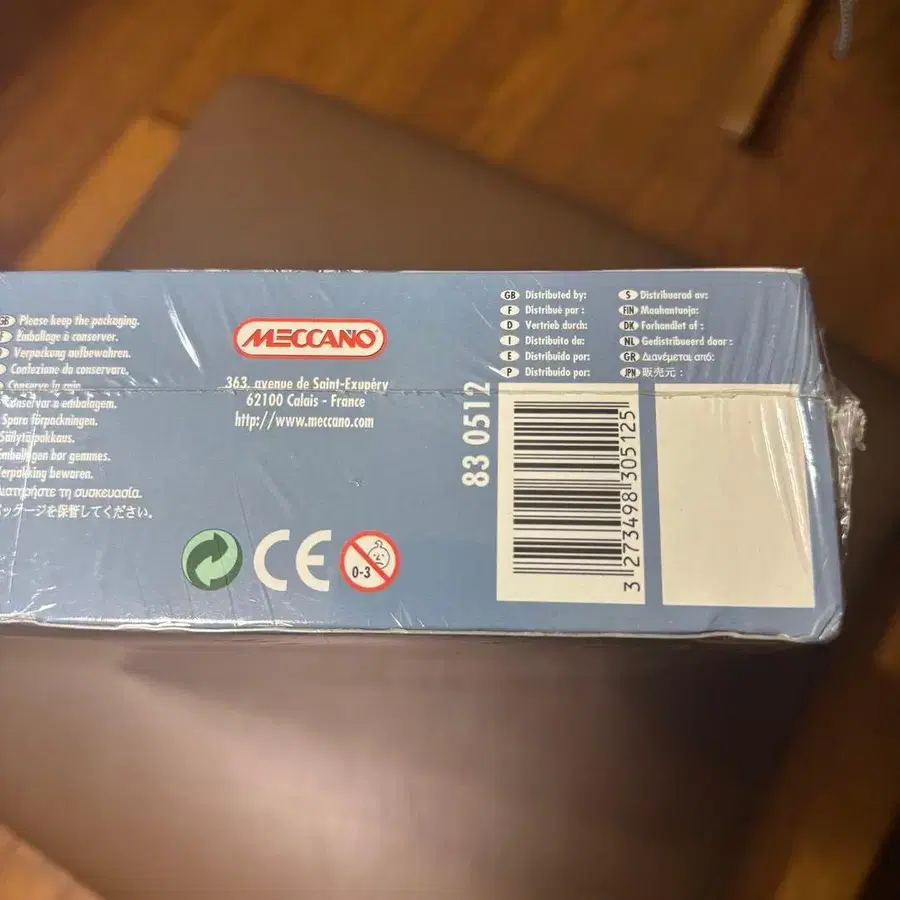 Please keep the packaging.
Emballage à conserver.
Verpackung aufbewahren.
Confezione da conservare.
Conserve la caja.
Conservar a embalagem.
Spara förpackningen.
Säilytä pakkaus.
Verpakking bewaren.
τη συσκευασία.
ッケージを保管してください。
MECCANO
363, avenue de Saint-Exupéry
62100 Calais - France
http://www.meccano.com
CE
0-3
GB Distributed by:
F Distribué par :
D Vertrieb durch:
I Distribuito da:
E Distribuido por:
P Distribuido por:
S Distribuerad av:
FIN Maahantuoja:
DK Forhandlet af :
NL Gedistribueerd door :
GR Διανέμεται από:
JPN 販売元 :
83 0512
3 273498 305125